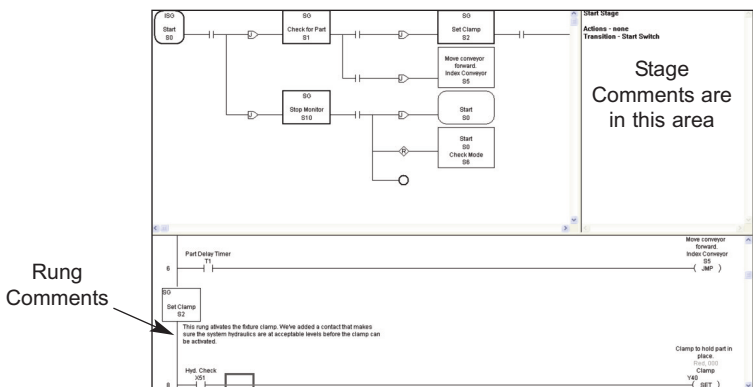 ISG
Start
S0
SG
Check for Part
S1
SG
Set Clamp
S2
J
J
J
Move conveyor
forward.
Index Conveyor
S5
SG
Stop Monitor
S10
J
J
Start
S0
R
Start
S0
Check Mode
S6
Start Stage
Actions - none
Transition - Start Switch
Stage
Comments are
in this area
Rung
Comments
6
Part Delay Timer
T1
Move conveyor
forward.
Index Conveyor
S5
( JMP )
SG
Set Clamp
S2
This rung ativates the fixture clamp. We've added a contact that makes
sure the system hydraulics are at acceptable levels before the clamp can
be activated.
8
Hyd. Check
X51
Clamp to hold part in
place.
Red, 020
Clamp
Y40
( SET )